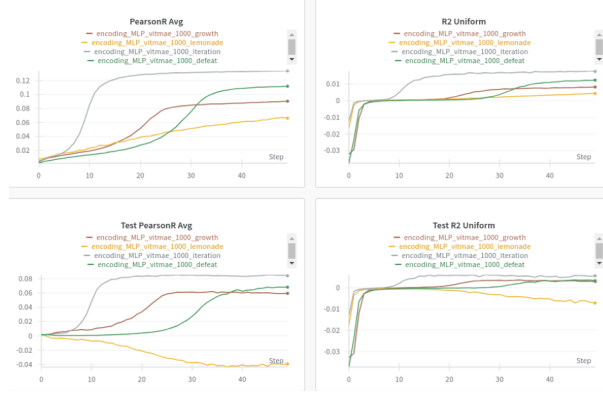 PearsonR Avg
encoding_MLP_vitmae_1000_growth
encoding_MLP_vitmae_1000_lemonade
encoding_MLP_vitmae_1000_iteration
encoding_MLP_vitmae_1000_defeat
0.12
0.1
0.08
0.06
0.04
0.02
Step
0 10 20 30 40
R2 Uniform
encoding_MLP_vitmae_1000_growth
encoding_MLP_vitmae_1000_lemonade
encoding_MLP_vitmae_1000_iteration
encoding_MLP_vitmae_1000_defeat
0.01
0
-0.01
-0.02
-0.03
Step
0 10 20 30 40
Test PearsonR Avg
encoding_MLP_vitmae_1000_growth
encoding_MLP_vitmae_1000_lemonade
encoding_MLP_vitmae_1000_iteration
encoding_MLP_vitmae_1000_defeat
0.08
0.06
0.04
0.02
0
-0.02
-0.04
Step
0 10 20 30 40
Test R2 Uniform
encoding_MLP_vitmae_1000_growth
encoding_MLP_vitmae_1000_lemonade
encoding_MLP_vitmae_1000_iteration
encoding_MLP_vitmae_1000_defeat
0
-0.01
-0.02
-0.03
Step
0 10 20 30 40